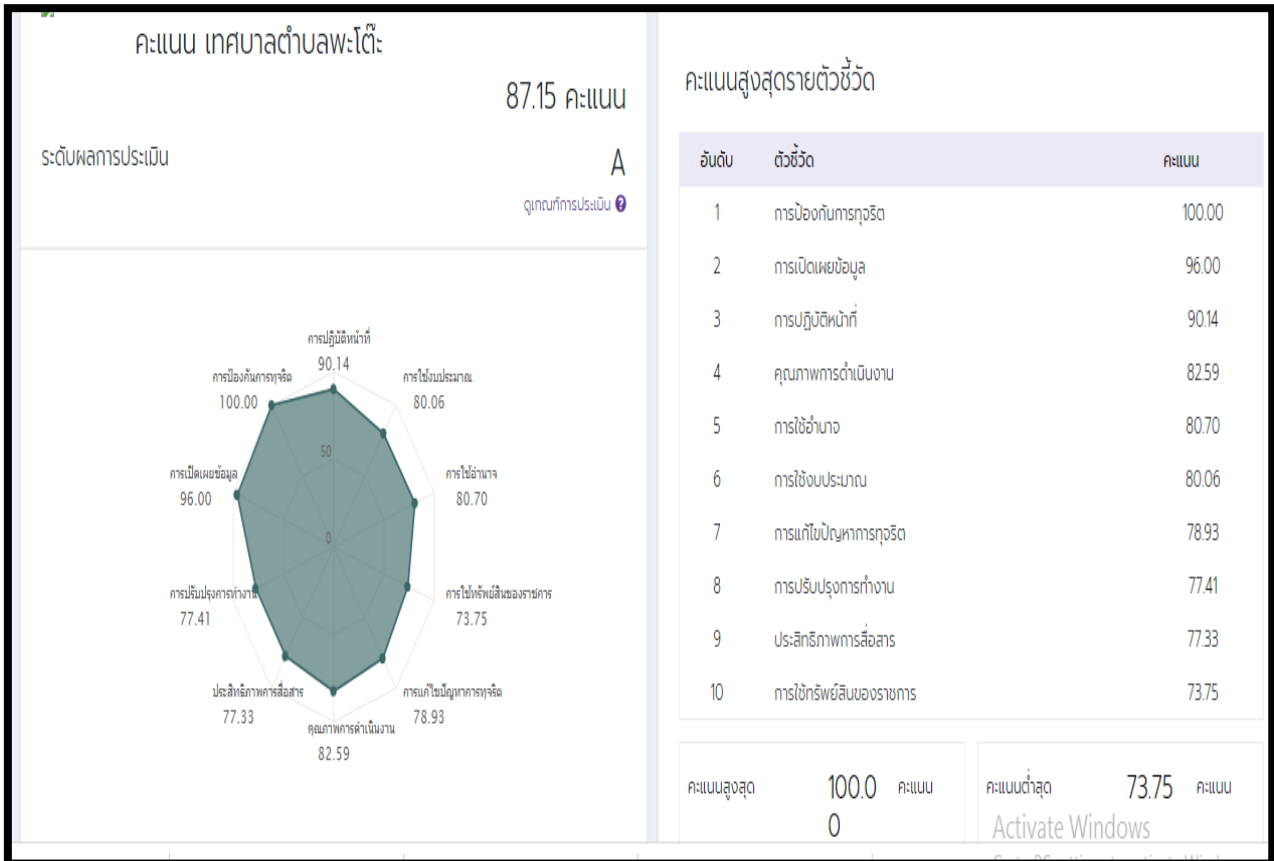 คะแนน เทศบาลตำบลพะโต๊ะ
87.15 คะแนน
ระดับผลการประเมิน A
ดูเกณฑ์การประเมิน ?
การปฏิบัติหน้าที่
90.14
การใช้งบประมาณ
80.06
การใช้อำนาจ
80.70
การใช้ทรัพย์สินของราชการ
73.75
การแก้ไขปัญหาการทุจริต
78.93
คุณภาพการดำเนินงาน
82.59
ประสิทธิภาพการสื่อสาร
77.33
การปรับปรุงการทำงาน
77.41
การเปิดเผยข้อมูล
96.00
การป้องกันการทุจริต
100.00
50
0
คะแนนสูงสุดรายตัวชี้วัด
อันดับ ตัวชี้วัด คะแนน
1 การป้องกันการทุจริต 100.00
2 การเปิดเผยข้อมูล 96.00
3 การปฏิบัติหน้าที่ 90.14
4 คุณภาพการดำเนินงาน 82.59
5 การใช้อำนาจ 80.70
6 การใช้งบประมาณ 80.06
7 การแก้ไขปัญหาการทุจริต 78.93
8 การปรับปรุงการทำงาน 77.41
9 ประสิทธิภาพการสื่อสาร 77.33
10 การใช้ทรัพย์สินของราชการ 73.75
คะแนนสูงสุด 100.0 คะแนน
0
คะแนนต่ำสุด 73.75 คะแนน
Activate Windows